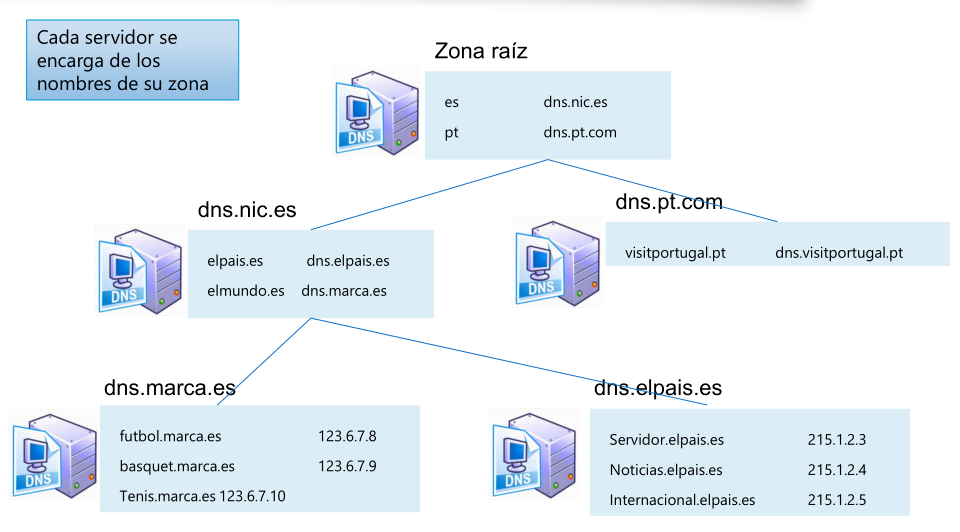 Cada servidor se
encarga de los
nombres de su zona
Zona raíz
DNS
es dns.nic.es
pt dns.pt.com
dns.nic.es
DNS
elpais.es dns.elpais.es
elmundo.es dns.marca.es
dns.pt.com
DNS
visitportugal.pt dns.visitportugal.pt
dns.marca.es
DNS
futbol.marca.es 123.6.7.8
basquet.marca.es 123.6.7.9
Tenis.marca.es 123.6.7.10
dns.elpais.es
DNS
Servidor.elpais.es 215.1.2.3
Noticias.elpais.es 215.1.2.4
Internacional.elpais.es 215.1.2.5